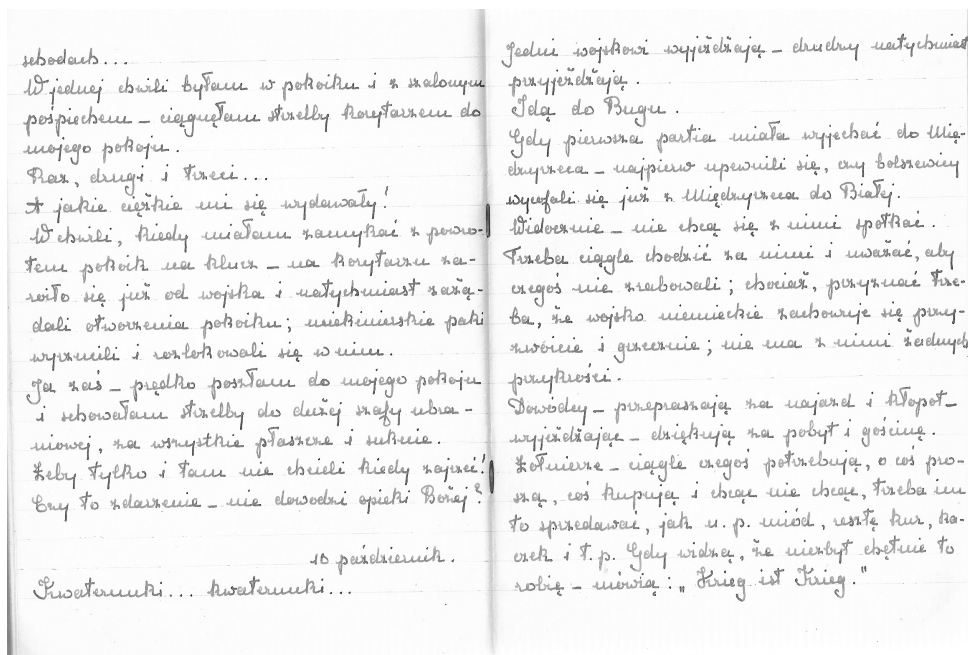 schodach...
W jednej chwili byłam w pokoiku i z szalonym
pośpiechem – ciągnęłam strzelby korytarzem do
mojego pokoju.
Raz, drugi i trzeci...
A jakie ciężkie mi się wydawały!
W chwili, kiedy miałam zamykać z powro-
tem pokoik na klucz – na korytarzu za-
roiło się już od wojska i natychmiast zażą-
dali otworzenia pokoiku; miekinierskie paki
wyrzucili i rozlokowali się w nim.
Ja zaś – prędko poszłam do mojego pokoju
i schowałam strzelby do dużej szafy ubra-
niowej, za wszystkie płaszcze i suknie.
Żeby tylko i tam nie chcieli kiedy zajrzeć!
Czy to zdarzenie – nie dowodzi opieki Bożej?
10 październik.
Kwaterunki... kwaterunki...
Jedni wojskowi wyjeżdżają – drudzy natychmiast
przyjeżdżają.
Idą do Bugu.
Gdy pierwsza partia miała wyjechać do Mię-
dzyrzeca – najpierw upewnili się, czy bolszewicy
wycofali się już z Międzyrzeca do Białej.
Widocznie – nie chcą się z nimi spotkać.
Trzeba ciągle chodzić za nimi i uważać, aby
czegoś nie zrabowali; chociaż, przyznać trze-
ba, że wojsko niemieckie zachowuje się przy-
zwoicie i grzecznie; nie ma z nimi żadnych
przykrości.
Dowódcy – przepraszają za najazd i kłopot –
wyjeżdżając – dziękują za pobyt i gościnę.
Żołnierze – ciągle czegoś potrzebują, o coś pro-
szą, coś kupują i chcąc nie chcąc, trzeba im
to sprzedawać, jak n. p. miód, resztę kur, ka-
czek i t. p. Gdy widzą, że niezbyt chętnie to
robię – mówią: „Krieg ist Krieg."